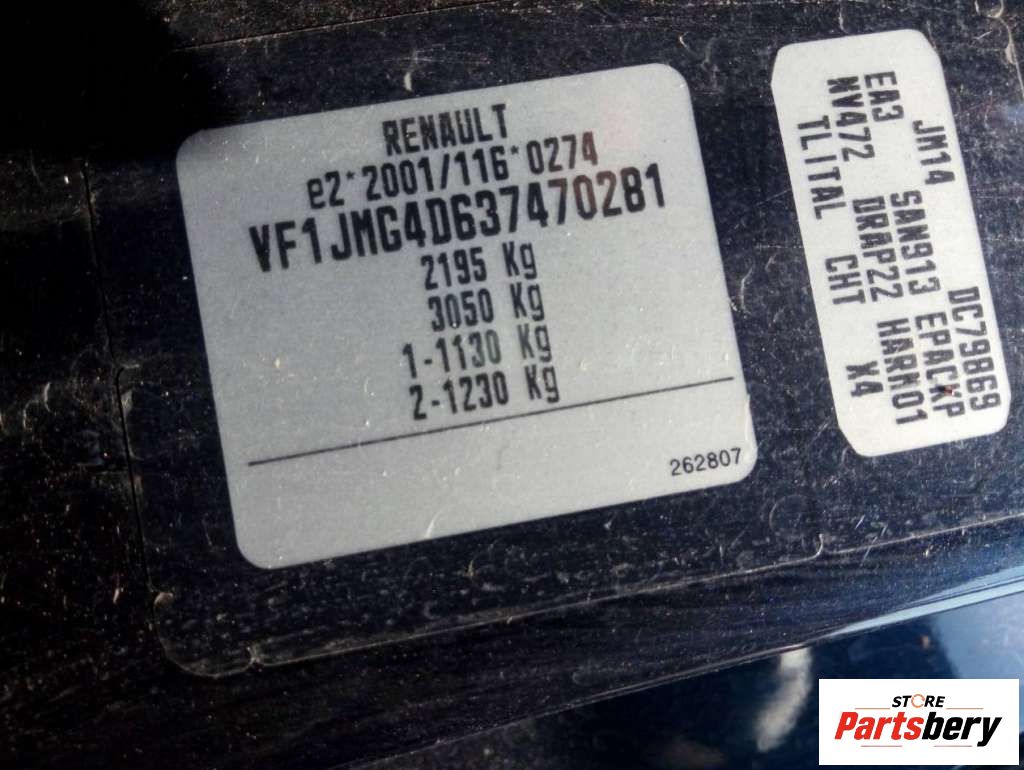 RENAULT
e2*2001/116*0274
VF1JMG4D637470281
2195 Kg
3050 Kg
1-1130 Kg
2-1230 Kg
262807
JM14 DC79869
EA3 SAN913 EPACKP
NV472 DRAP22 HARM01
TLITAL CHT X4
STORE
Partsbery